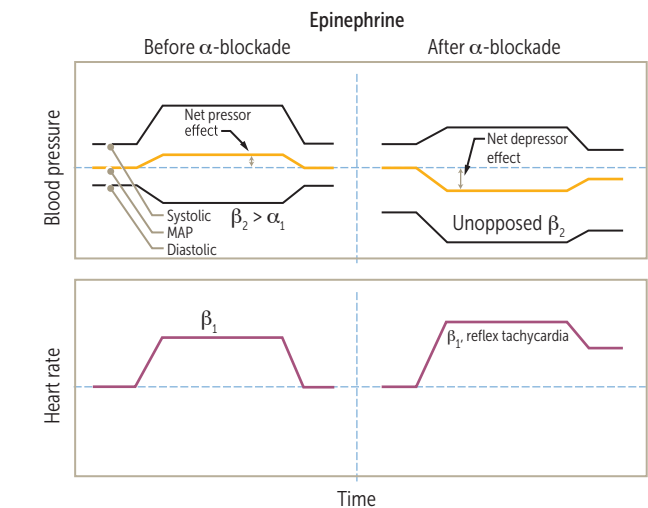 Epinephrine
Before α-blockade
After α-blockade
Blood pressure
Net pressor
effect
Systolic
MAP
Diastolic
β₂ > α₁
Net depressor
effect
Unopposed β₂
Heart rate
β₁
β₁, reflex tachycardia
Time